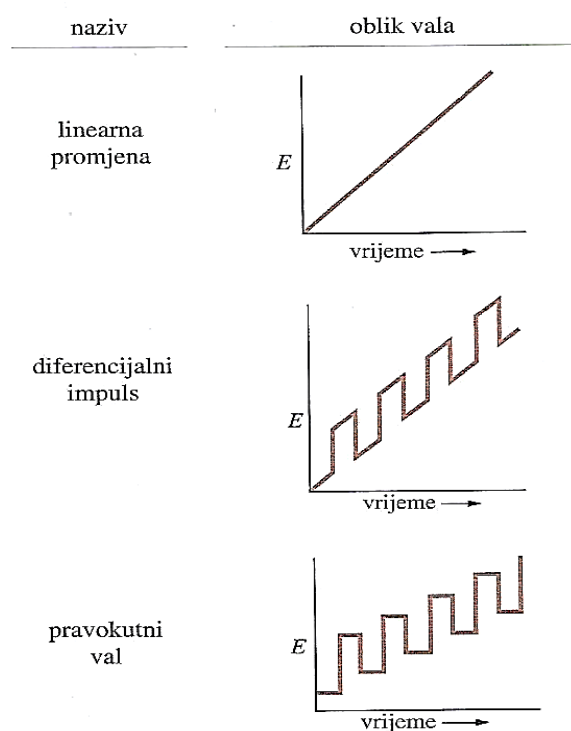 naziv
oblik vala
linearna
promjena
E
vrijeme
diferencijalni
impuls
E
vrijeme
pravokutni
val
E
vrijeme